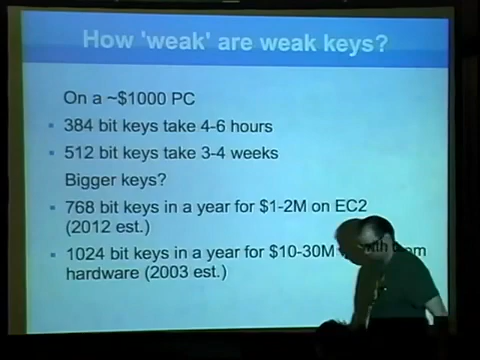 How 'weak' are weak keys?
On a ~$1000 PC
384 bit keys take 4-6 hours
512 bit keys take 3-4 weeks
Bigger keys?
768 bit keys in a year for $1-2M on EC2
(2012 est.)
1024 bit keys in a year for $10-30M
hardware (2003 est.)